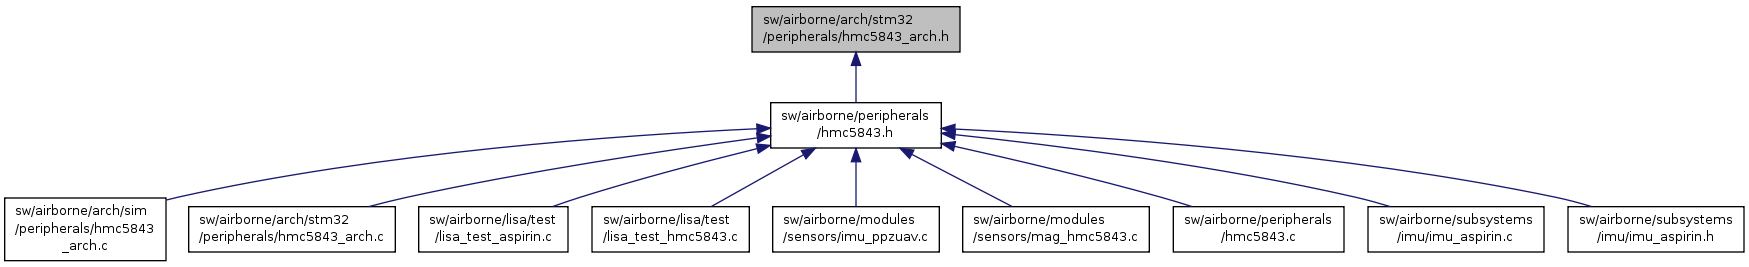 sw/airborne/arch/stm32
/peripherals/hmc5843_arch.h
sw/airborne/peripherals
/hmc5843.h
sw/airborne/arch/sim
/peripherals/hmc5843
_arch.c
sw/airborne/arch/stm32
/peripherals/hmc5843_arch.c
sw/airborne/lisa/test
/lisa_test_aspirin.c
sw/airborne/lisa/test
/lisa_test_hmc5843.c
sw/airborne/modules
/sensors/imu_ppzuav.c
sw/airborne/modules
/sensors/mag_hmc5843.c
sw/airborne/peripherals
/hmc5843.c
sw/airborne/subsystems
/imu/imu_aspirin.c
sw/airborne/subsystems
/imu/imu_aspirin.h